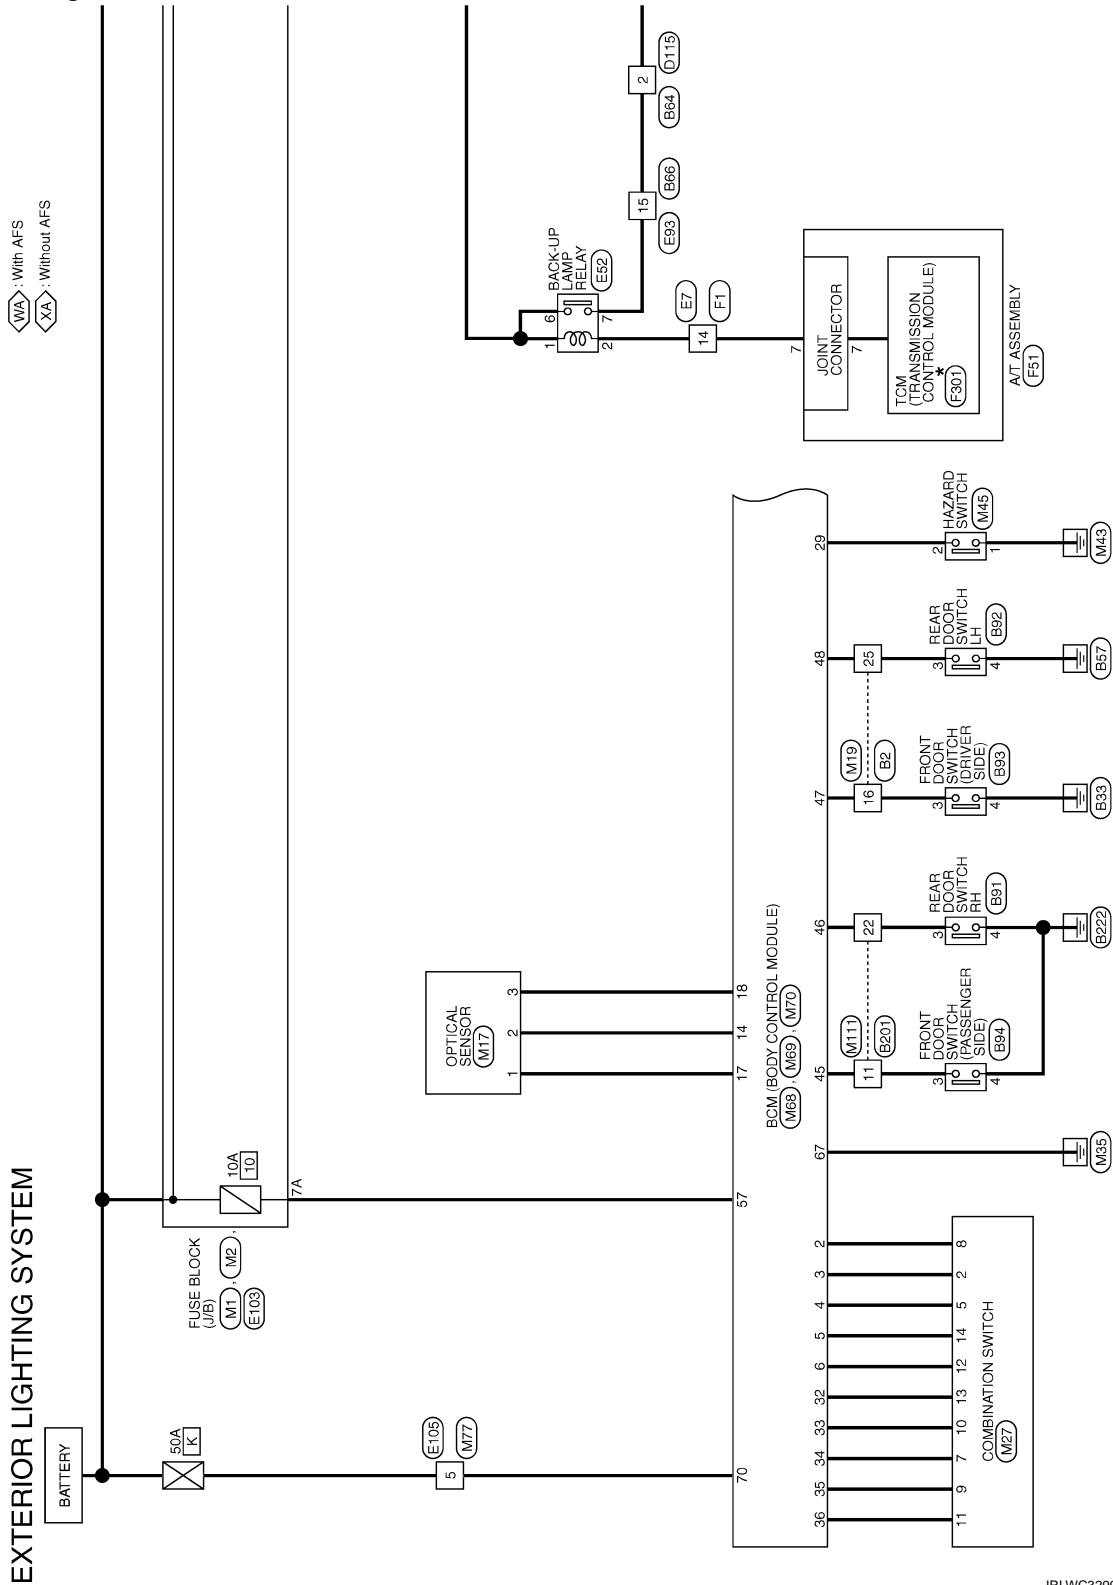 EXTERIOR LIGHTING SYSTEM
WA : With AFS
XA : Without AFS
BATTERY
50A
K
E105
5
M77
70
FUSE BLOCK
(J/B)
M1 , M2 ,
E103
10A
10
7A
57
OPTICAL
SENSOR
M17
1
2
3
17
14
18
BCM (BODY CONTROL MODULE)
M68 , M69 , M70
36
35
34
33
32
6
5
4
3
2
67
45
46
47
48
29
11
9
7
10
13
12
14
5
2
8
COMBINATION SWITCH
M27
M35
M111
11
B201
22
FRONT
DOOR
SWITCH
(PASSENGER
SIDE)
B94
3
4
REAR
DOOR
SWITCH
RH
B91
3
4
B222
M19
16
B2
25
FRONT
DOOR
SWITCH
(DRIVER
SIDE)
B93
3
4
B33
REAR
DOOR
SWITCH
LH
B92
3
4
B57
HAZARD
SWITCH
M45
2
1
M43
BACK-UP
LAMP
RELAY
E52
1
6
2
7
E7
14
F1
E93
15
B66
B64
2
D115
7
JOINT
CONNECTOR
7
TCM
(TRANSMISSION
CONTROL MODULE)
*
F301
A/T ASSEMBLY
F51